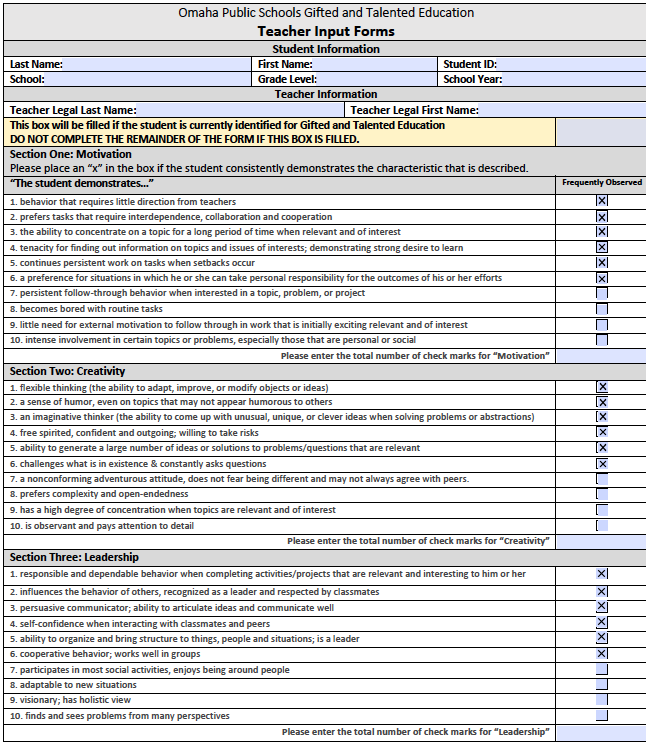 Omaha Public Schools Gifted and Talented Education
Teacher Input Forms
Student Information
Last Name: First Name: Student ID:
School: Grade Level: School Year:
Teacher Information
Teacher Legal Last Name: Teacher Legal First Name:
This box will be filled if the student is currently identified for Gifted and Talented Education
DO NOT COMPLETE THE REMAINDER OF THE FORM IF THIS BOX IS FILLED.
Section One: Motivation
Please place an “x” in the box if the student consistently demonstrates the characteristic that is described.
“The student demonstrates…” Frequently Observed
1. behavior that requires little direction from teachers
2. prefers tasks that require interdependence, collaboration and cooperation
3. the ability to concentrate on a topic for a long period of time when relevant and of interest
4. tenacity for finding out information on topics and issues of interests; demonstrating strong desire to learn
5. continues persistent work on tasks when setbacks occur
6. a preference for situations in which he or she can take personal responsibility for the outcomes of his or her efforts
7. persistent follow-through behavior when interested in a topic, problem, or project
8. becomes bored with routine tasks
9. little need for external motivation to follow through in work that is initially exciting relevant and of interest
10. intense involvement in certain topics or problems, especially those that are personal or social
Please enter the total number of check marks for “Motivation”
Section Two: Creativity
1. flexible thinking (the ability to adapt, improve, or modify objects or ideas)
2. a sense of humor, even on topics that may not appear humorous to others
3. an imaginative thinker (the ability to come up with unusual, unique, or clever ideas when solving problems or abstractions)
4. free spirited, confident and outgoing; willing to take risks
5. ability to generate a large number of ideas or solutions to problems/questions that are relevant
6. challenges what is in existence & constantly asks questions
7. a nonconforming adventurous attitude, does not fear being different and may not always agree with peers.
8. prefers complexity and open-endedness
9. has a high degree of concentration when topics are relevant and of interest
10. is observant and pays attention to detail
Please enter the total number of check marks for “Creativity”
Section Three: Leadership
1. responsible and dependable behavior when completing activities/projects that are relevant and interesting to him or her
2. influences the behavior of others, recognized as a leader and respected by classmates
3. persuasive communicator; ability to articulate ideas and communicate well
4. self-confidence when interacting with classmates and peers
5. ability to organize and bring structure to things, people and situations; is a leader
6. cooperative behavior; works well in groups
7. participates in most social activities, enjoys being around people
8. adaptable to new situations
9. visionary; has holistic view
10. finds and sees problems from many perspectives
Please enter the total number of check marks for “Leadership”